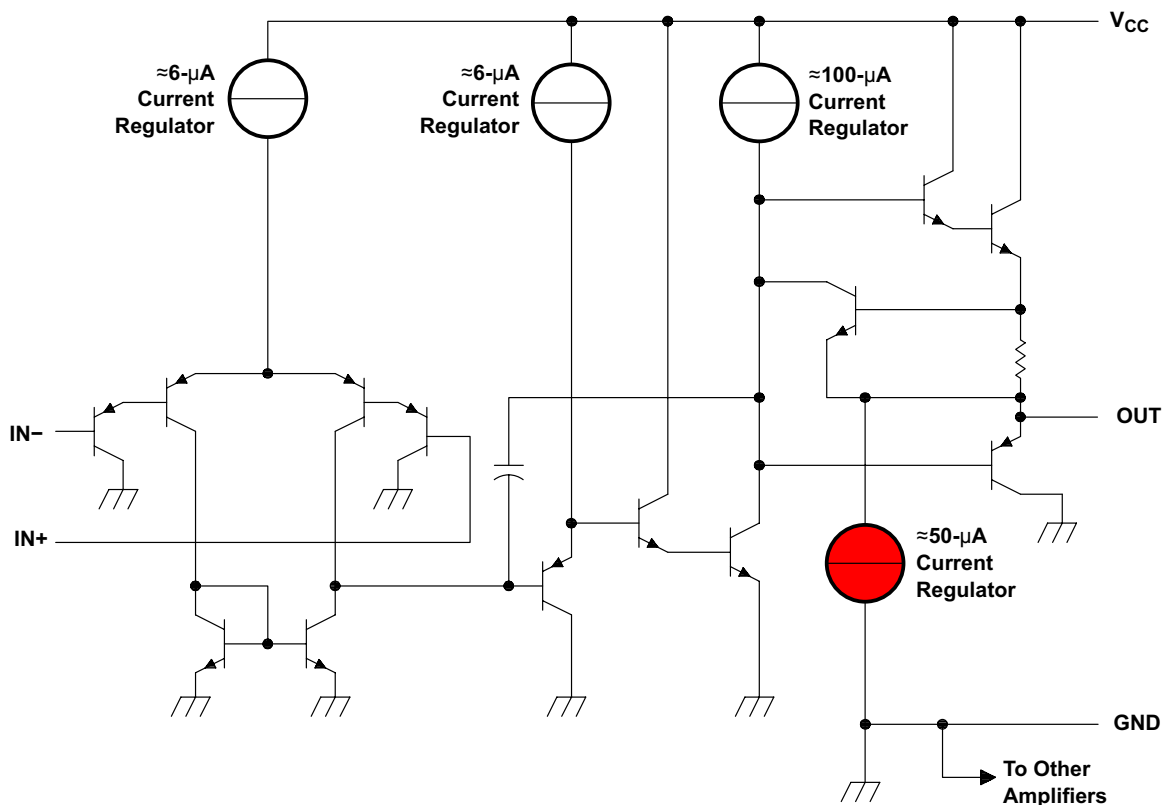 V_CC
≈6-µA
Current
Regulator
≈6-µA
Current
Regulator
≈100-µA
Current
Regulator
IN−
OUT
IN+
≈50-µA
Current
Regulator
GND
To Other
Amplifiers